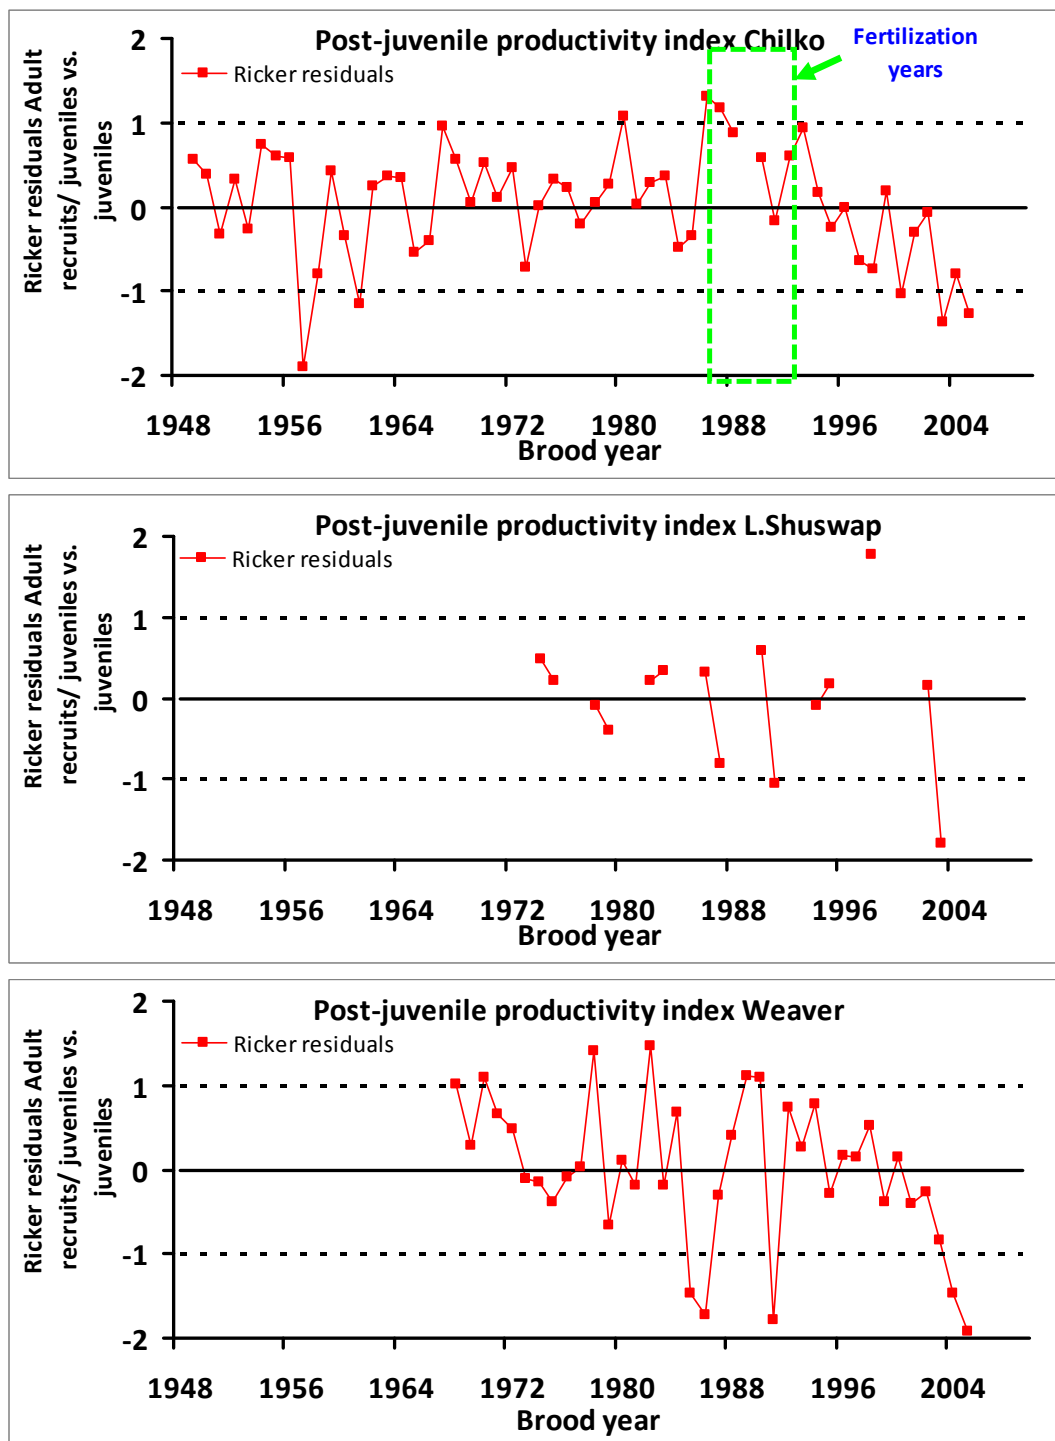 Post-juvenile productivity index Chilko
Fertilization
years
Ricker residuals
Ricker residuals Adult
recruits/ juveniles vs.
juveniles
2
1
0
-1
-2
1948 1956 1964 1972 1980 1988 1996 2004
Brood year
Post-juvenile productivity index L.Shuswap
Ricker residuals
Ricker residuals Adult
recruits/ juveniles vs.
juveniles
2
1
0
-1
-2
1948 1956 1964 1972 1980 1988 1996 2004
Brood year
Post-juvenile productivity index Weaver
Ricker residuals
Ricker residuals Adult
recruits/ juveniles vs.
juveniles
2
1
0
-1
-2
1948 1956 1964 1972 1980 1988 1996 2004
Brood year